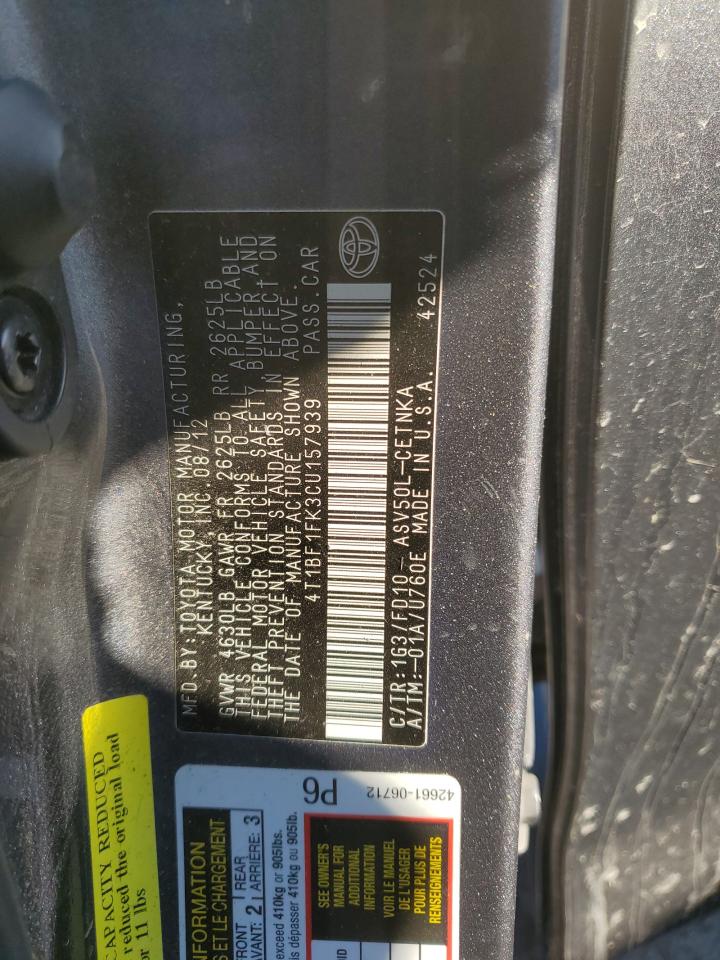 MFD.BY:TOYOTA MOTOR MANUFACTURING,
KENTUCKY, INC. 08/12
GVWR 4630LB GAWR FR 2625LB RR 2625LB
THIS VEHICLE CONFORMS TO ALL APPLICABLE
FEDERAL MOTOR VEHICLE SAFETY, BUMPER, AND
THEFT PREVENTION STANDARDS IN EFFECT ON
THE DATE OF MANUFACTURE SHOWN ABOVE.
4T1BF1FK3CU157939 PASS.CAR
C/TR:1G3/FD10 ASV50L-CETNKA
A/TM:-01A/U760E MADE IN U.S.A. 42524
CAPACITY REDUCED
reduced the original load
or 11 lbs
INFORMATION
S ET LE CHARGEMENT
FRONT
AVANT: 2
REAR
ARRIÈRE: 3
exceed 410kg or 905lbs.
is dépasser 410kg ou 905lb.
P6
SEE OWNER'S
MANUAL FOR
ADDITIONAL
INFORMATION
VOIR LE MANUEL
DE L'USAGER
POUR PLUS DE
RENSEIGNEMENTS
42661-06712